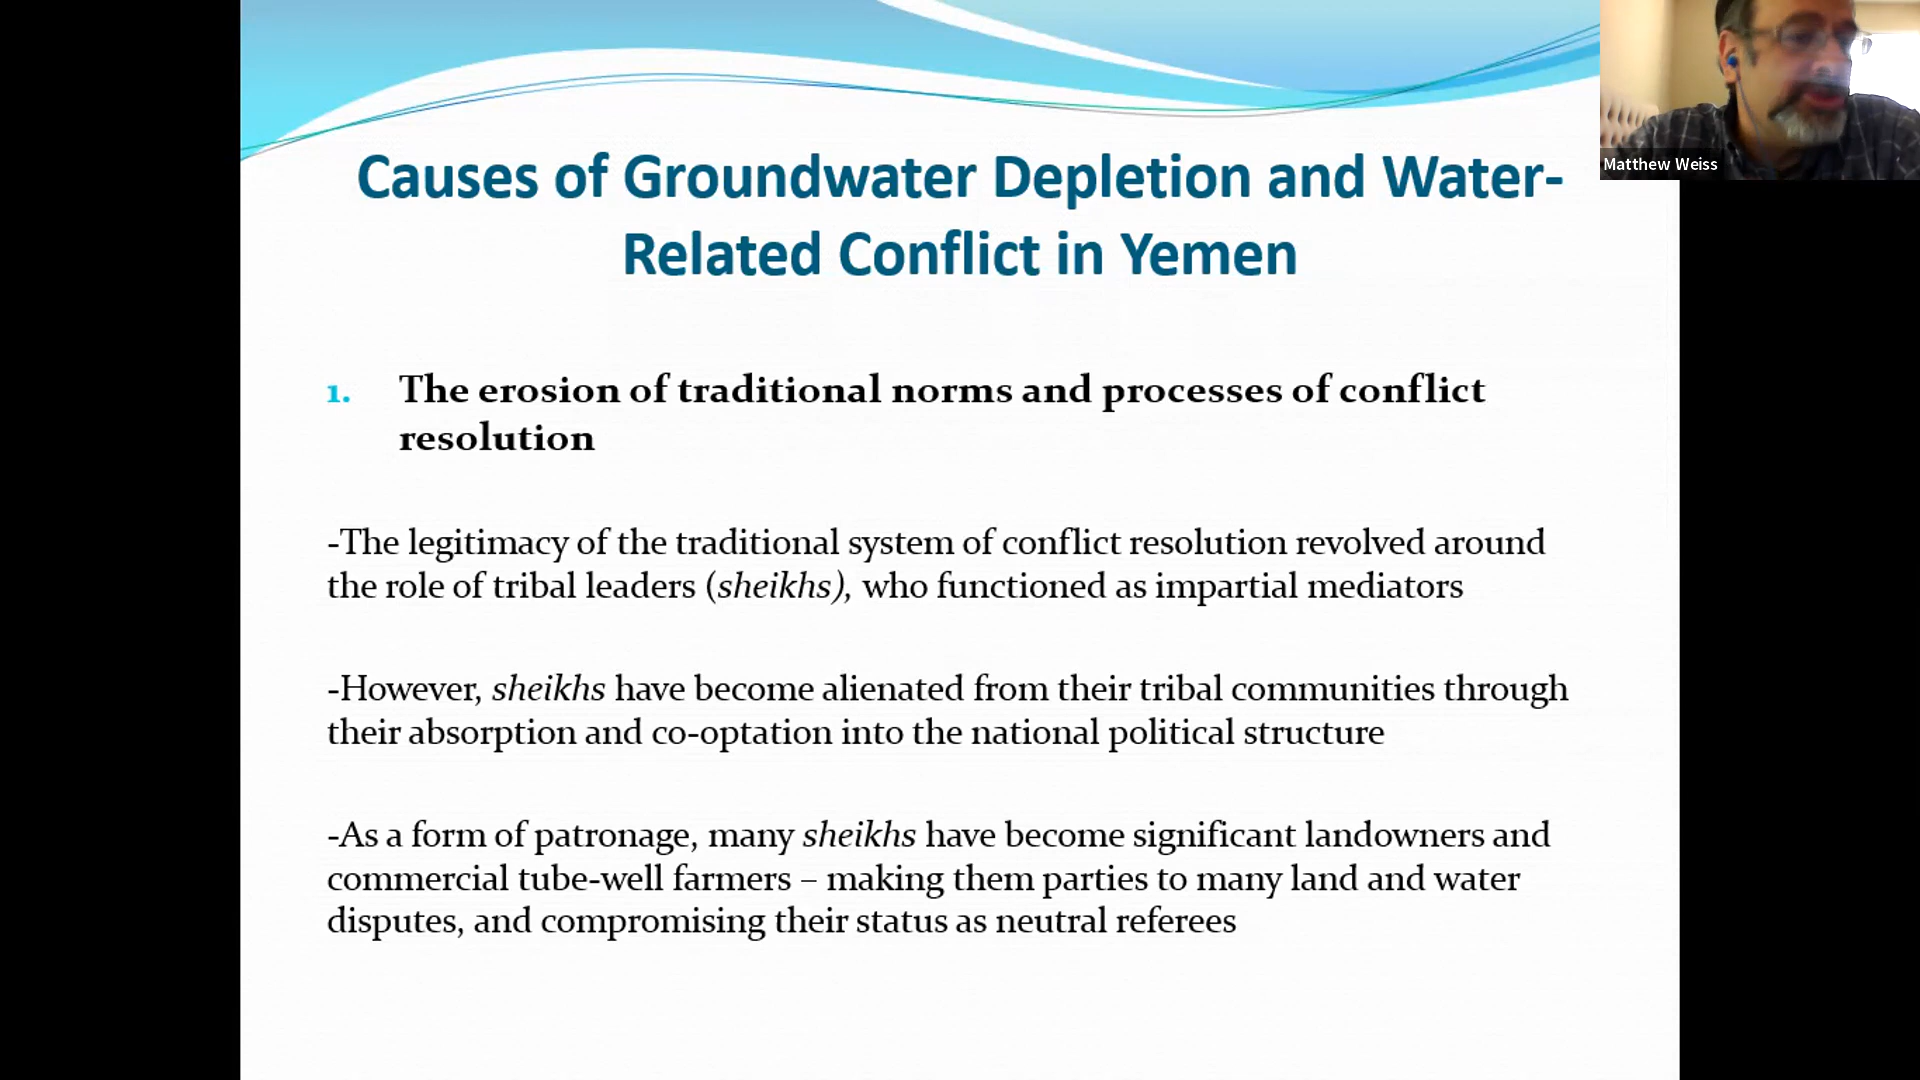 Causes of Groundwater Depletion and Water-
Related Conflict in Yemen
Matthew Weiss
1. The erosion of traditional norms and processes of conflict
resolution
-The legitimacy of the traditional system of conflict resolution revolved around
the role of tribal leaders (sheikhs), who functioned as impartial mediators
-However, sheikhs have become alienated from their tribal communities through
their absorption and co-optation into the national political structure
-As a form of patronage, many sheikhs have become significant landowners and
commercial tube-well farmers – making them parties to many land and water
disputes, and compromising their status as neutral referees